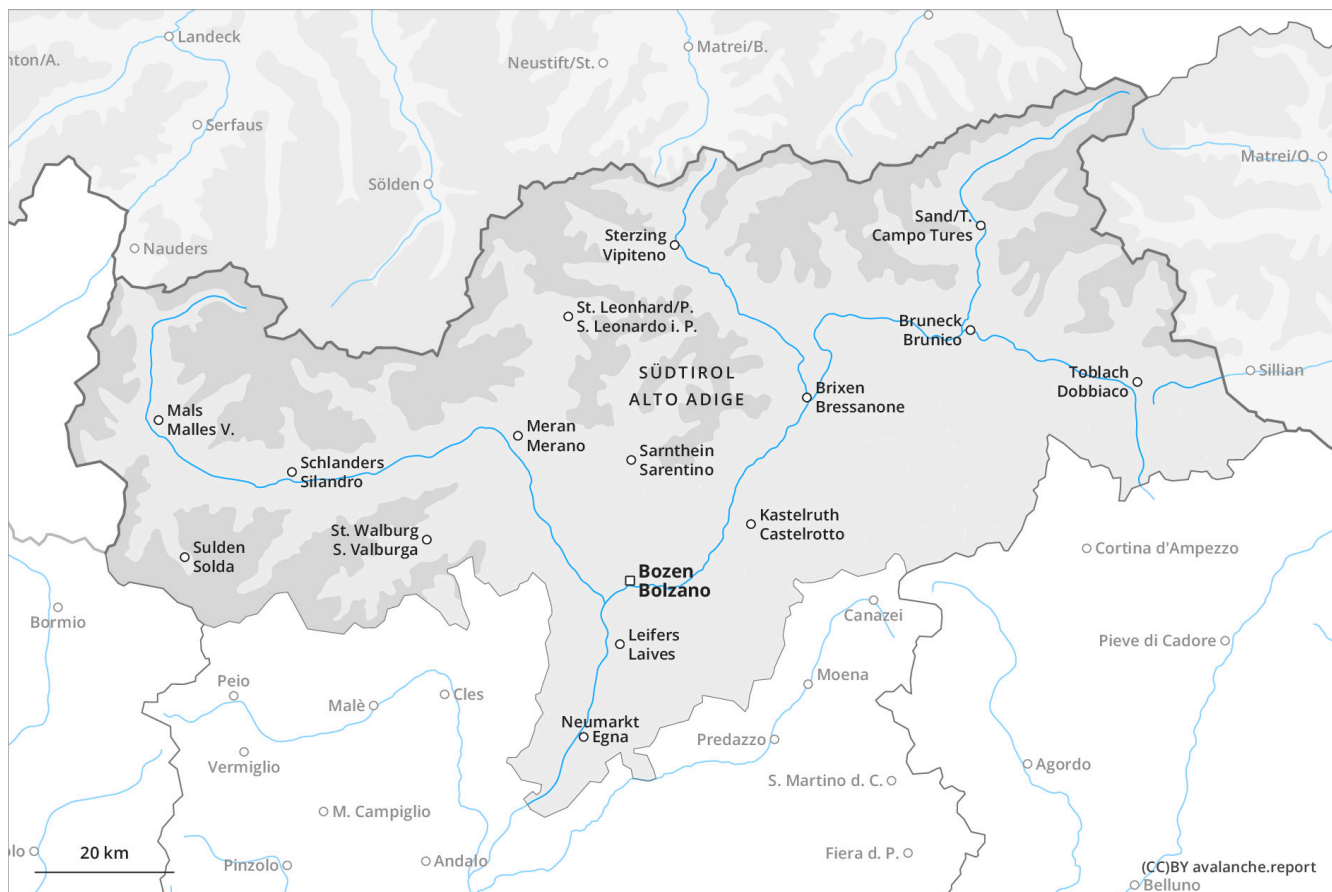 Landeck
Matrei/B.
nton/A.
Neustift/St.
Serfaus
Matrei/O.
Sölden
Sand/T.
Campo Tures
Sterzing
Vipiteno
Nauders
St. Leonhard/P.
S. Leonardo i. P.
Bruneck
Brunico
SÜDTIROL
ALTO ADIGE
Toblach
Dobbiaco
Sillian
Brixen
Bressanone
Mals
Malles V.
Meran
Merano
Schlanders
Silandro
Sarnthein
Sarentino
Kastelruth
Castelrotto
St. Walburg
S. Valburga
Sulden
Solda
Cortina d'Ampezzo
Bozen
Bolzano
Bormio
Canazei
Leifers
Laives
Pieve di Cadore
Peio
Malè
Cles
Moena
Neumarkt
Egna
Predazzo
Vermiglio
Agordo
S. Martino d. C.
M. Campiglio
olo
20 km
Pinzolo
Andalo
Fiera d. P.
(CC)BY avalanche.report
Belluno